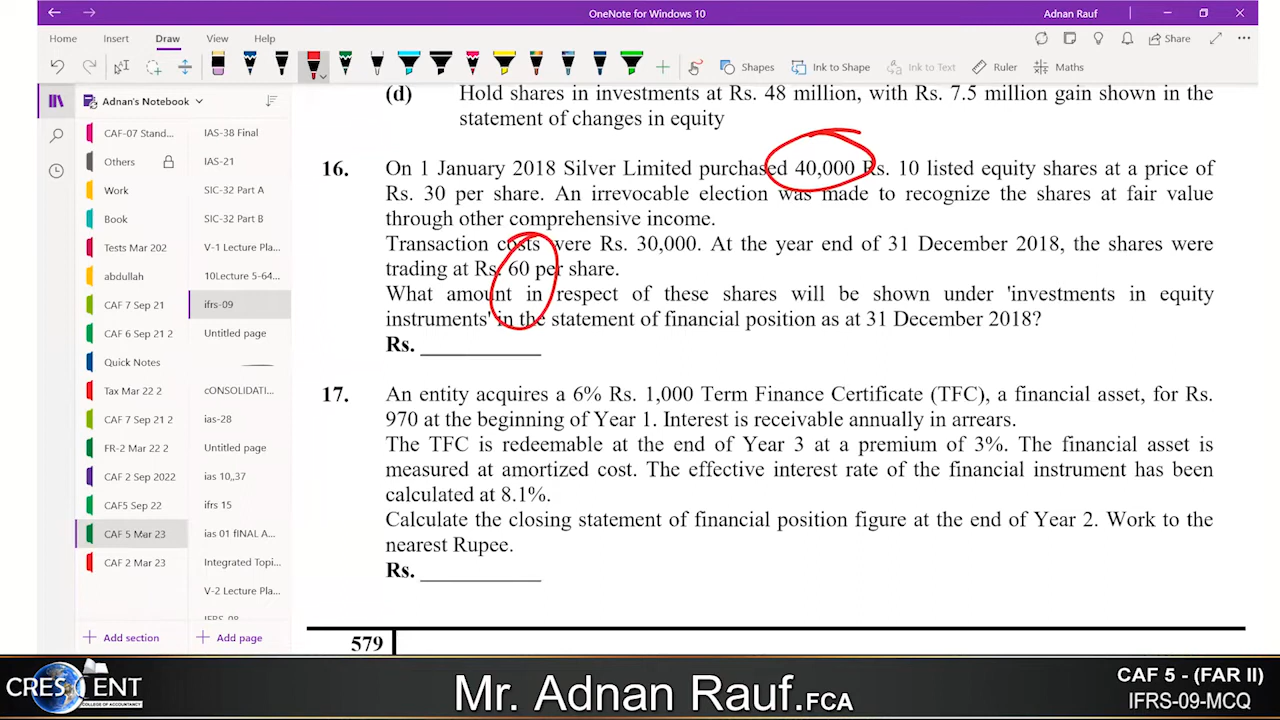 OneNote for Windows 10
Adnan Rauf
Home
Insert
Draw
View
Help
Share
Shapes
Ink to Shape
Ink to Text
Ruler
Maths
Adnan's Notebook
CAF-07 Stand...
Others
Work
Book
Tests Mar 202
abdullah
CAF 7 Sep 21
CAF 6 Sep 21 2
Quick Notes
Tax Mar 22 2
CAF 7 Sep 21 2
FR-2 Mar 22 2
CAF 2 Sep 2022
CAF5 Sep 22
CAF 5 Mar 23
CAF 2 Mar 23
Add section
IAS-38 Final
IAS-21
SIC-32 Part A
SIC-32 Part B
V-1 Lecture Pla...
10Lecture 5-64...
ifrs-09
Untitled page
cONSOLIDATI...
ias-28
Untitled page
ias 10,,37
ifrs 15
ias 01 fINAL A...
Integrated Topi...
V-2 Lecture Pla...
Add page
(d) Hold shares in investments at Rs. 48 million, with Rs. 7.5 million gain shown in the
statement of changes in equity
16. On 1 January 2018 Silver Limited purchased 40,000 Rs. 10 listed equity shares at a price of
Rs. 30 per share. An irrevocable election was made to recognize the shares at fair value
through other comprehensive income.
Transaction costs were Rs. 30,000. At the year end of 31 December 2018, the shares were
trading at Rs. 60 per share.
What amount in respect of these shares will be shown under 'investments in equity
instruments' in the statement of financial position as at 31 December 2018?
Rs. ___________
17. An entity acquires a 6% Rs. 1,000 Term Finance Certificate (TFC), a financial asset, for Rs.
970 at the beginning of Year 1. Interest is receivable annually in arrears.
The TFC is redeemable at the end of Year 3 at a premium of 3%. The financial asset is
measured at amortized cost. The effective interest rate of the financial instrument has been
calculated at 8.1%.
Calculate the closing statement of financial position figure at the end of Year 2. Work to the
nearest Rupee.
Rs. ___________
579
CRESCENT
COLLEGE OF ACCOUNTANCY
Mr. Adnan Rauf.FCA
CAF 5 - (FAR II)
IFRS-09-MCQ